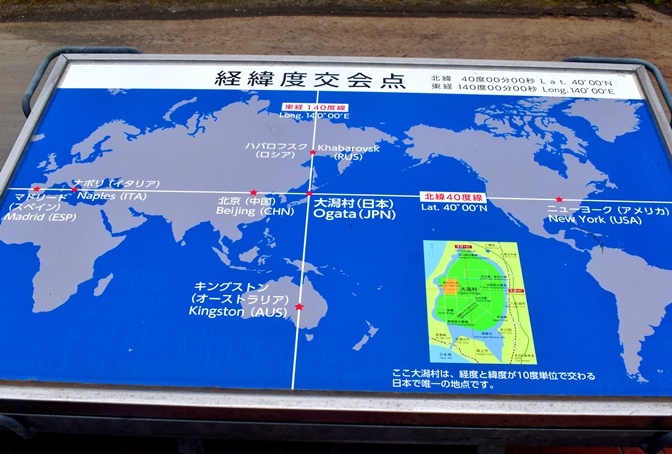 経緯度交会点
北緯 40度00分00秒 Lat. 40°00'N
東経 140度00分00秒 Long. 140°00'E
東経 140度線
Long. 140°00'E
ハバロフスク
(ロシア)
Khabarovsk
(RUS)
ナポリ (イタリア)
Naples (ITA)
マドリード
(スペイン)
Madrid (ESP)
北京 (中国)
Beijing (CHN)
大潟村(日本)
Ogata(JPN)
北緯40度線
Lat. 40°00'N
ニューヨーク (アメリカ)
New York (USA)
キングストン
(オーストラリア)
Kingston (AUS)
大潟村
ここ大潟村は、経度と緯度が10度単位で交わる
日本で唯一の地点です。